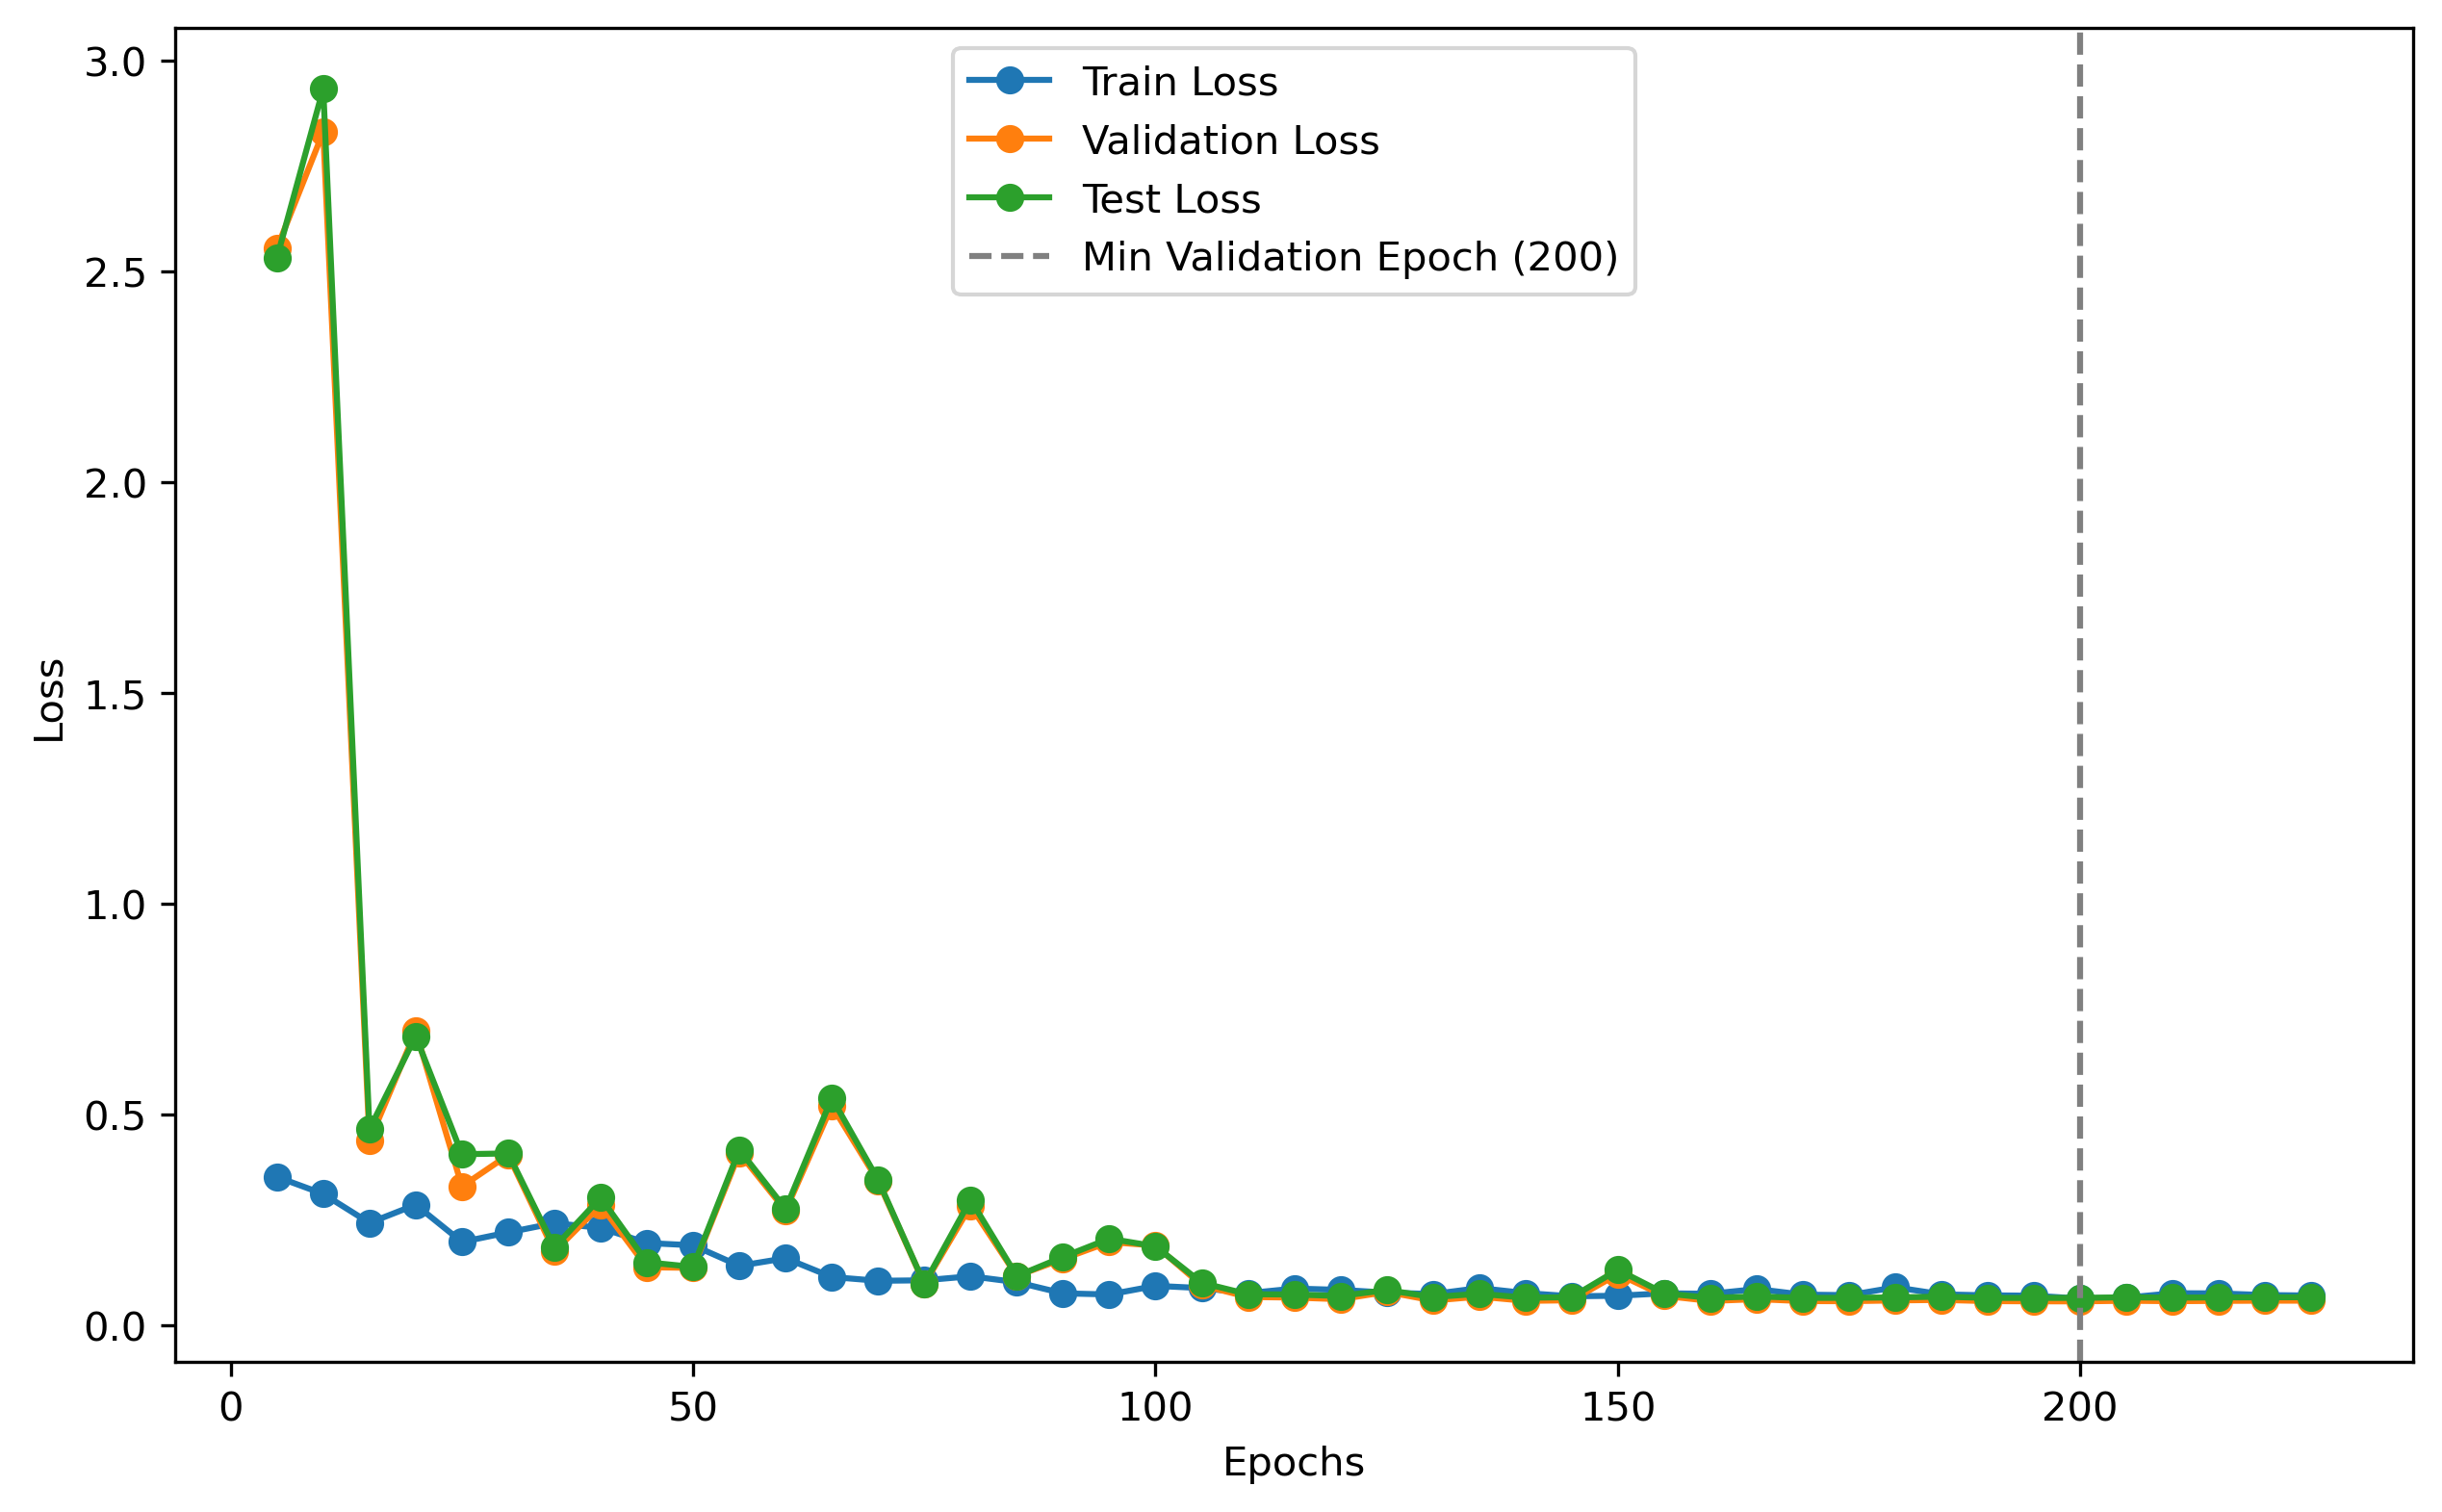 Train Loss
Validation Loss
Test Loss
Min Validation Epoch (200)
3.0
2.5
2.0
1.5
1.0
0.5
0.0
Loss
0 50 100 150 200
Epochs